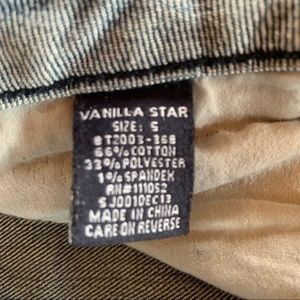 VANILLA STAR
SIZE: 5
8T2003-368
66% COTTON
33% POLYESTER
1% SPANDEX
RN#111052
SJ0010EC13
MADE IN CHINA
CARE ON REVERSE